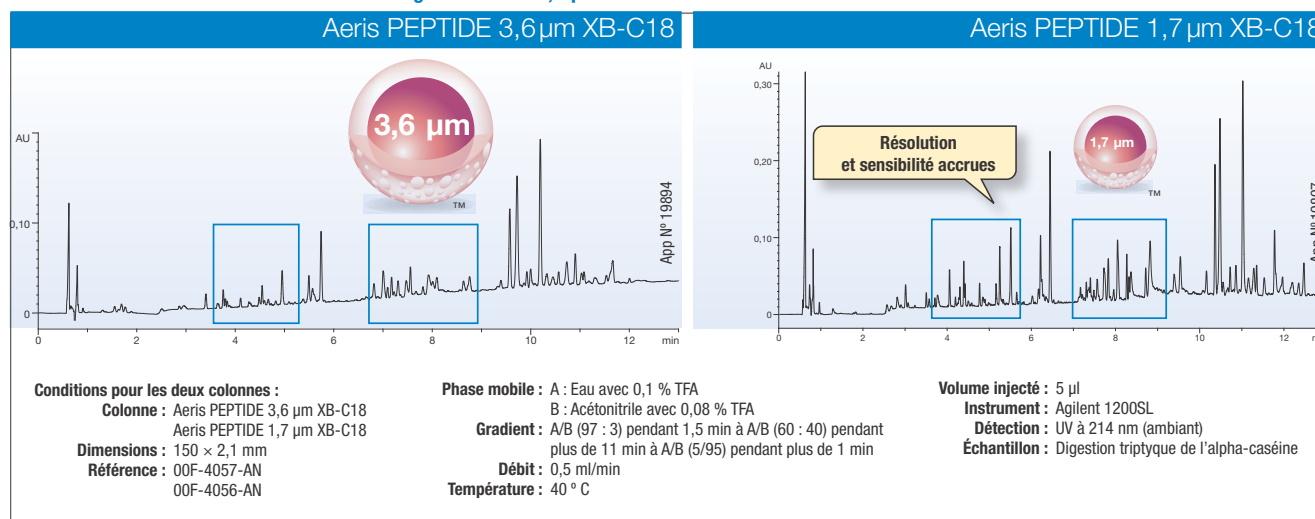 Aeris PEPTIDE 3,6 µm XB-C18
AU
0,10
0
3,6 µm
™
App Nº 19894
0 2 4 6 8 10 12 min
Aeris PEPTIDE 1,7 µm XB-C18
AU
0,30
0,20
0,10
0
Résolution
et sensibilité accrues
1,7 µm
™
0 2 4 6 8 10 12
Conditions pour les deux colonnes :
Colonne : Aeris PEPTIDE 3,6 µm XB-C18
Aeris PEPTIDE 1,7 µm XB-C18
Dimensions : 150 × 2,1 mm
Référence : 00F-4057-AN
00F-4056-AN
Phase mobile : A : Eau avec 0,1 % TFA
B : Acétonitrile avec 0,08 % TFA
Gradient : A/B (97 : 3) pendant 1,5 min à A/B (60 : 40) pendant
plus de 11 min à A/B (5/95) pendant plus de 1 min
Débit : 0,5 ml/min
Température : 40 º C
Volume injecté : 5 µl
Instrument : Agilent 1200SL
Détection : UV à 214 nm (ambiant)
Échantillon : Digestion triptyque de l'alpha-caséine